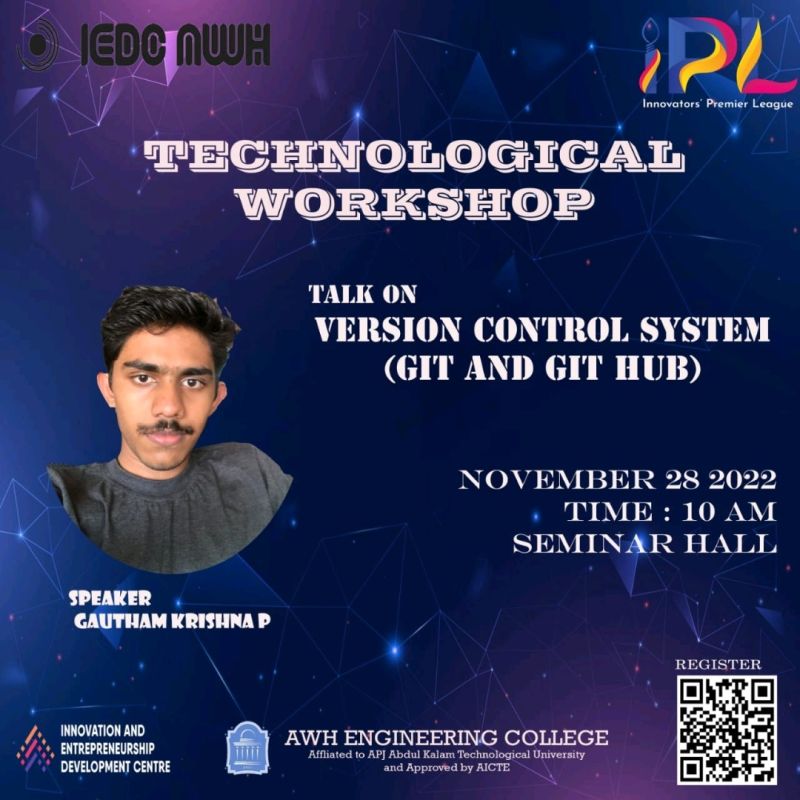 IEDC AWH
IPL
Innovators' Premier League
TECHNOLOGICAL
WORKSHOP
TALK ON
VERSION CONTROL SYSTEM
(GIT AND GIT HUB)
NOVEMBER 28 2022
TIME : 10 AM
SEMINAR HALL
SPEAKER
GAUTHAM KRISHNA P
REGISTER
INNOVATION AND
ENTREPRENEURSHIP
DEVELOPMENT CENTRE
AWH ENGINEERING COLLEGE
Affliated to APJ Abdul Kalam Technological University
and Approved by AICTE